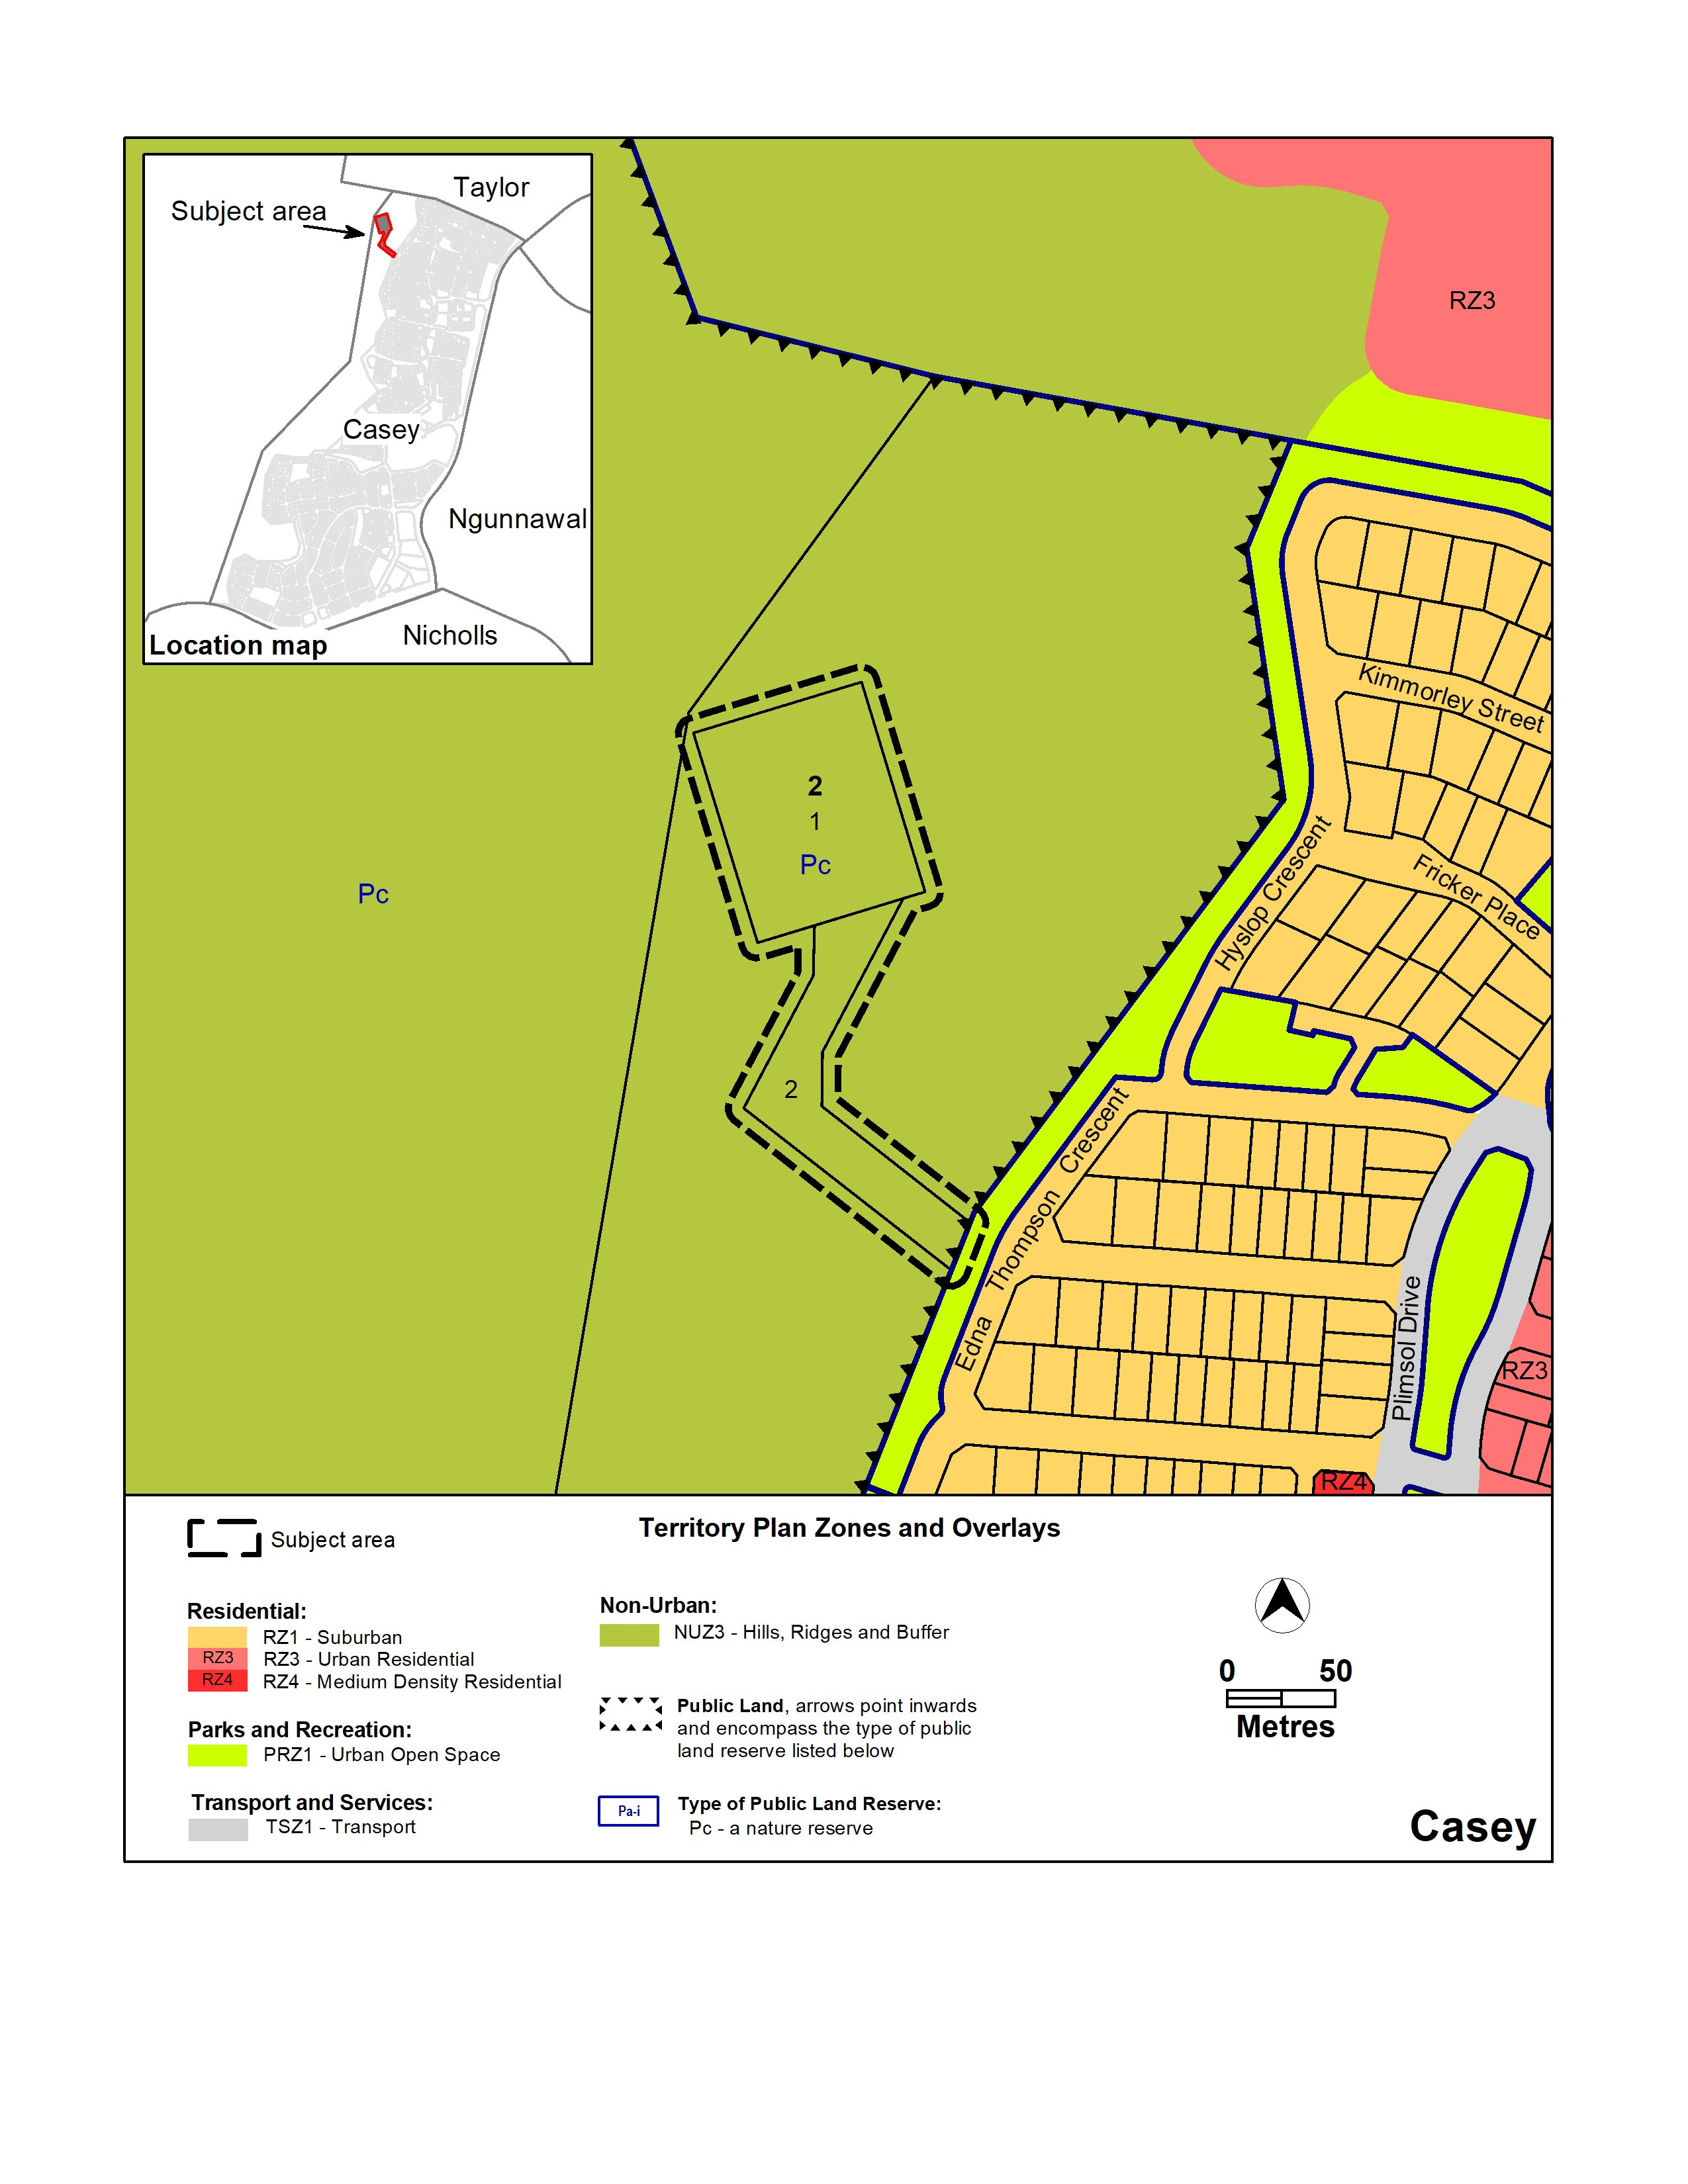 Taylor
Subject area
Casey
Ngunnawal
Nicholls
Location map
RZ3
Kimmorley Street
2
1
Pc
Pc
Hyslop Crescent
Fricker Place
2
Edna Thompson Crescent
Plimsol Drive
RZ3
RZ4
Territory Plan Zones and Overlays
Subject area
Residential:
RZ1 - Suburban
RZ3 RZ3 - Urban Residential
RZ4 RZ4 - Medium Density Residential
Parks and Recreation:
PRZ1 - Urban Open Space
Transport and Services:
TSZ1 - Transport
Non-Urban:
NUZ3 - Hills, Ridges and Buffer
Public Land, arrows point inwards
and encompass the type of public
land reserve listed below
Pa-i Type of Public Land Reserve:
Pc - a nature reserve
0 50
Metres
Casey